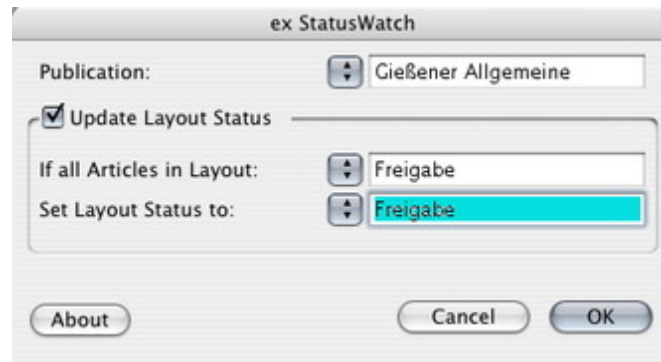 ex StatusWatch
Publication: Gießener Allgemeine
Update Layout Status
If all Articles in Layout: Freigabe
Set Layout Status to: Freigabe
About Cancel OK